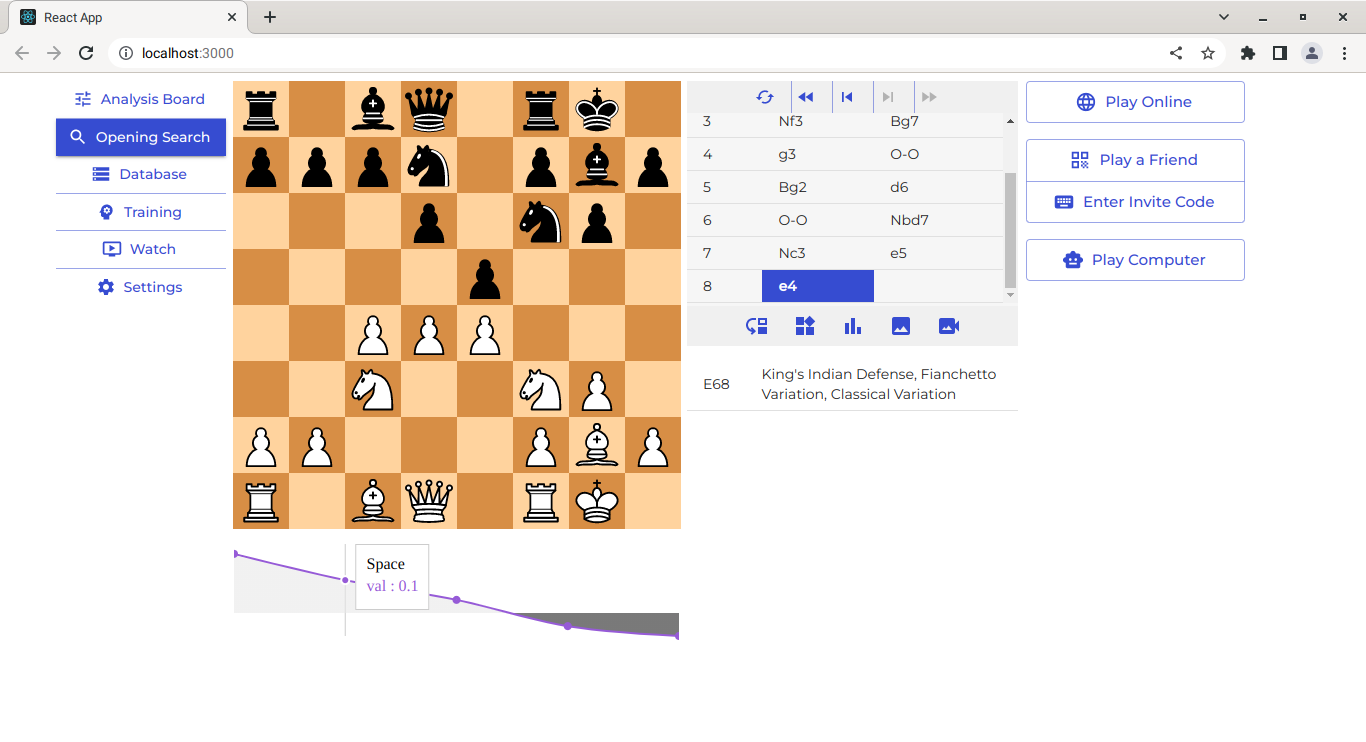 React App
localhost:3000
Analysis Board
Opening Search
Database
Training
Watch
Settings
3 Nf3 Bg7
4 g3 O-O
5 Bg2 d6
6 O-O Nbd7
7 Nc3 e5
8 e4
E68 King's Indian Defense, Fianchetto
Variation, Classical Variation
Play Online
Play a Friend
Enter Invite Code
Play Computer
Space
val : 0.1